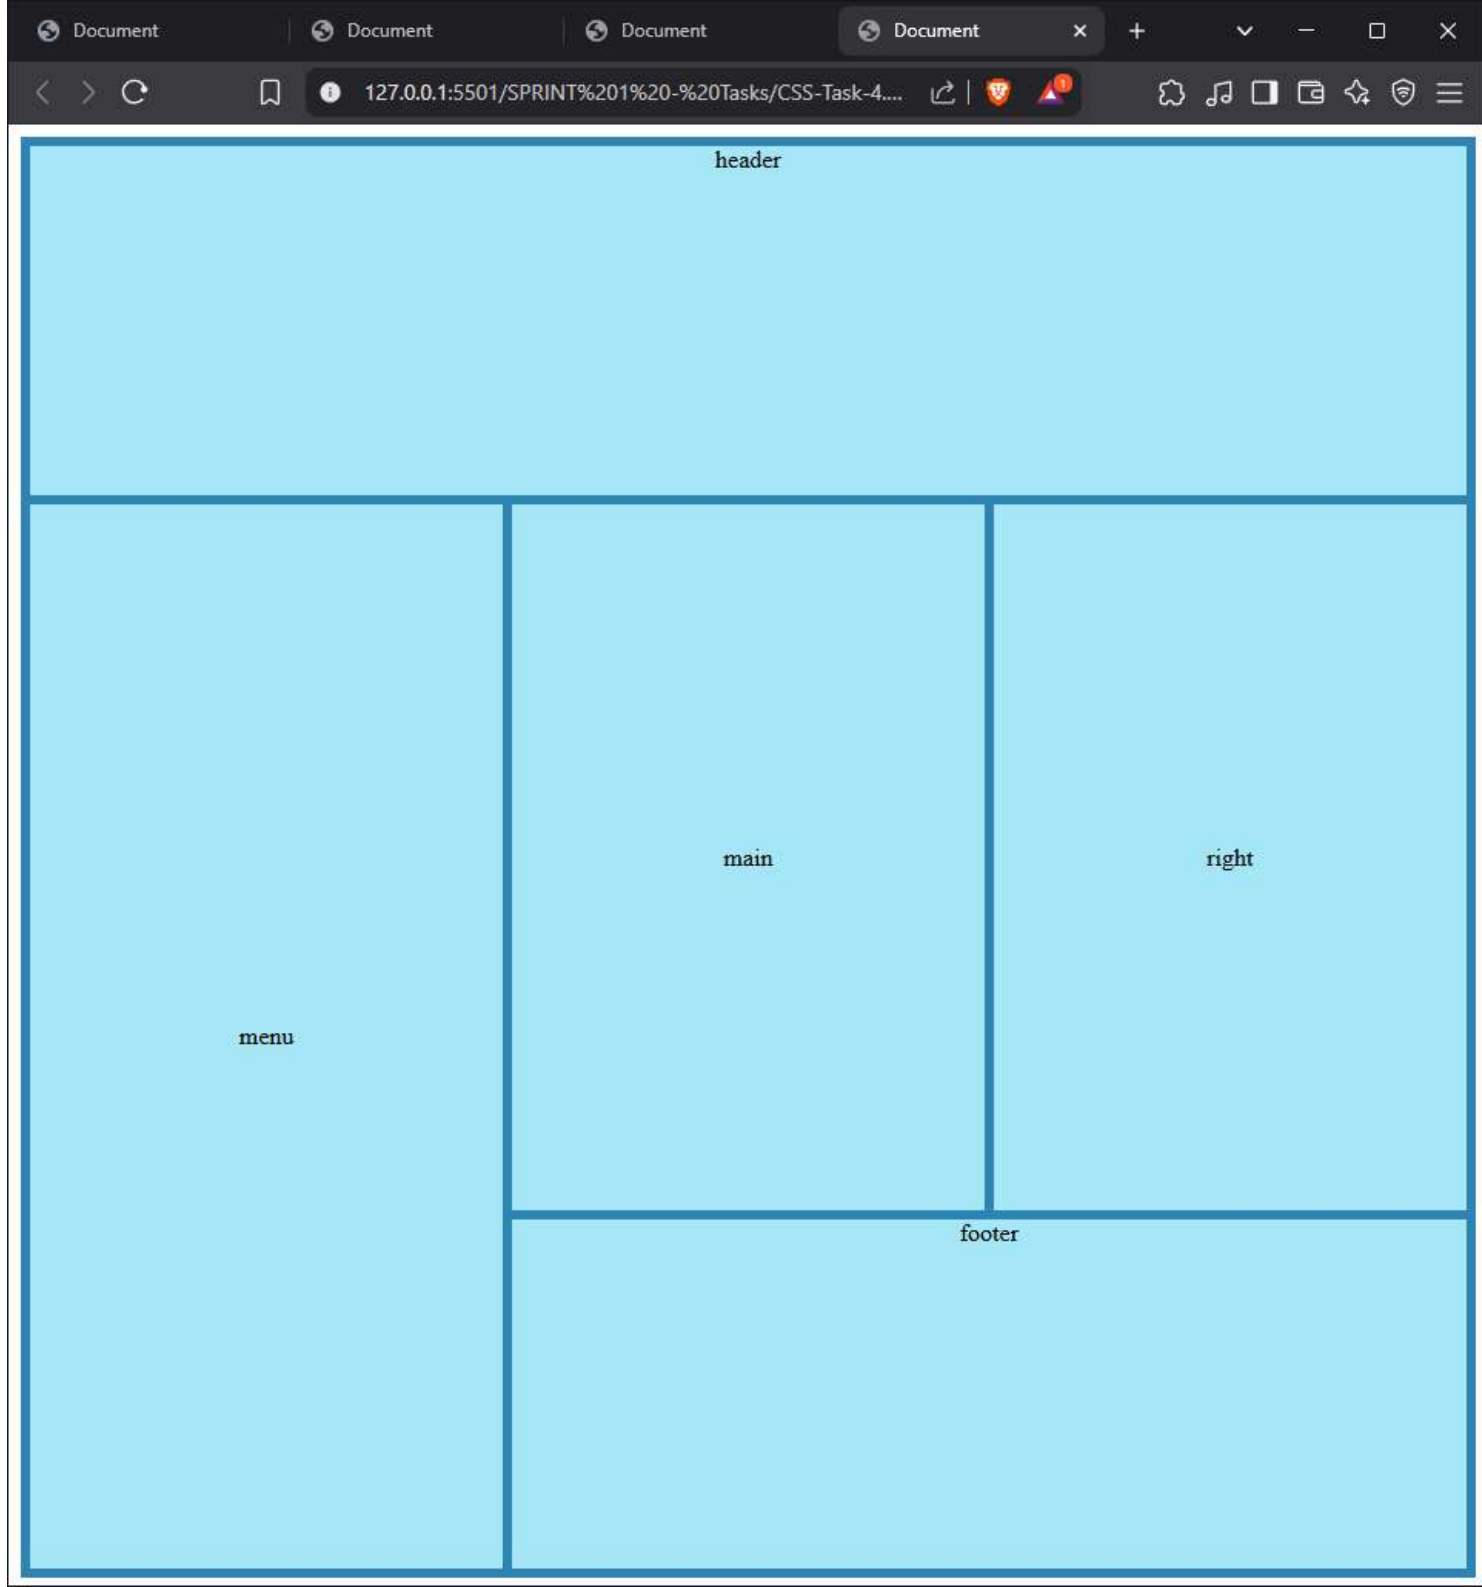 Document
Document
Document
Document
127.0.0.1:5501/SPRINT%201%20-%20Tasks/CSS-Task-4....
1
header
main
right
menu
footer